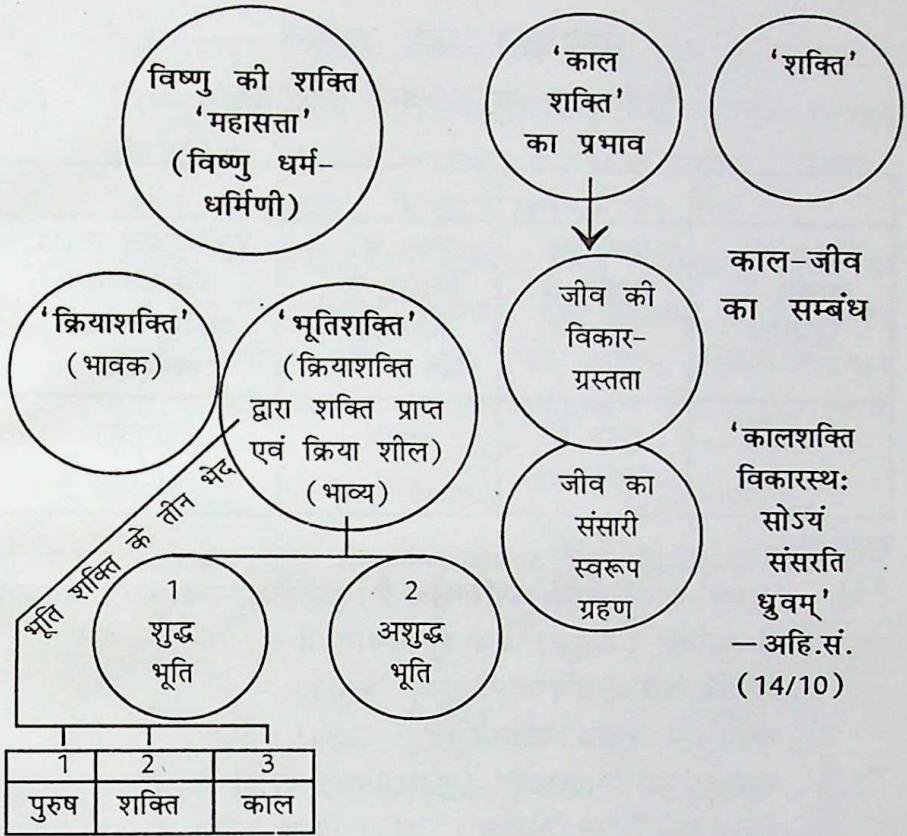 विष्णु की शक्ति
'महासत्ता'
(विष्णु धर्म-
धर्मिणी)
'काल
शक्ति'
का प्रभाव
'शक्ति'
'क्रियाशक्ति'
(भावक)
'भूतिशक्ति'
(क्रियाशक्ति
द्वारा शक्ति प्राप्त
एवं क्रिया शील)
(भाव्य)
जीव की
विकार-
ग्रस्तता
काल-जीव
का सम्बंध
जीव का
संसारी
स्वरूप
ग्रहण
'कालशक्ति
विकारस्थः
सोऽयं
संसरति
ध्रुवम्'
—अहि.सं.
(14/10)
भूति शक्ति के तीन भेद
1
शुद्ध
भूति
2
अशुद्ध
भूति
1 2 3
पुरुष शक्ति काल